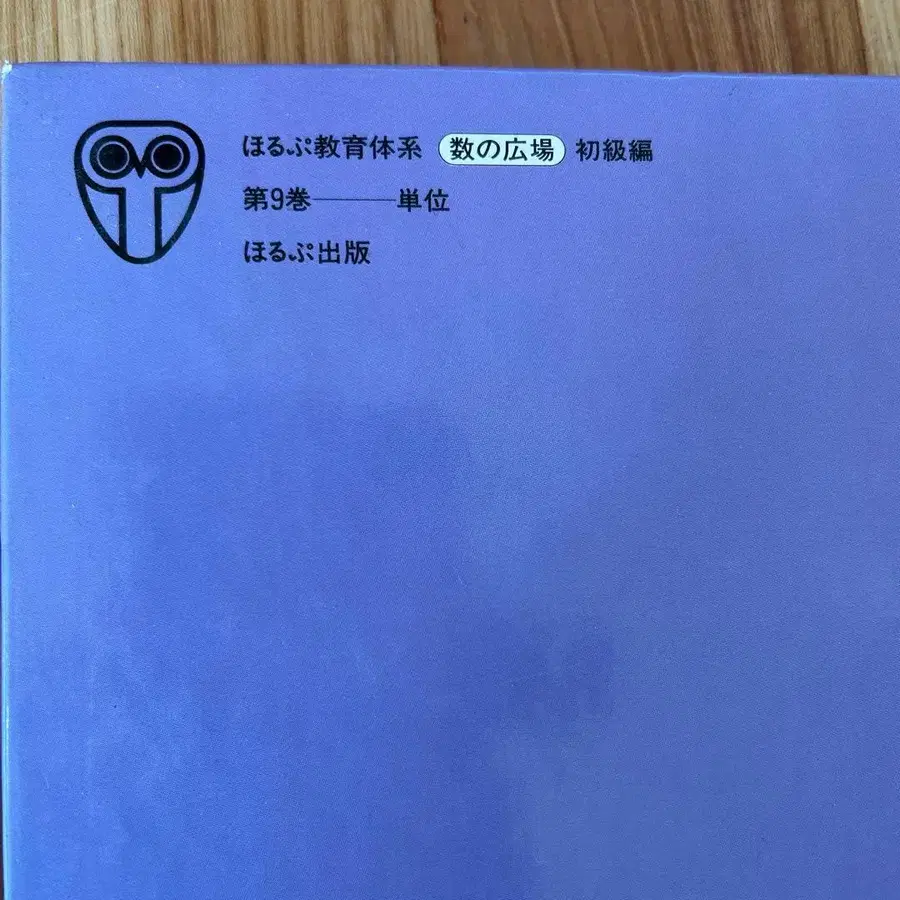 ほるぷ教育体系 数の広場 初級編
第9巻———単位
ほるぷ出版